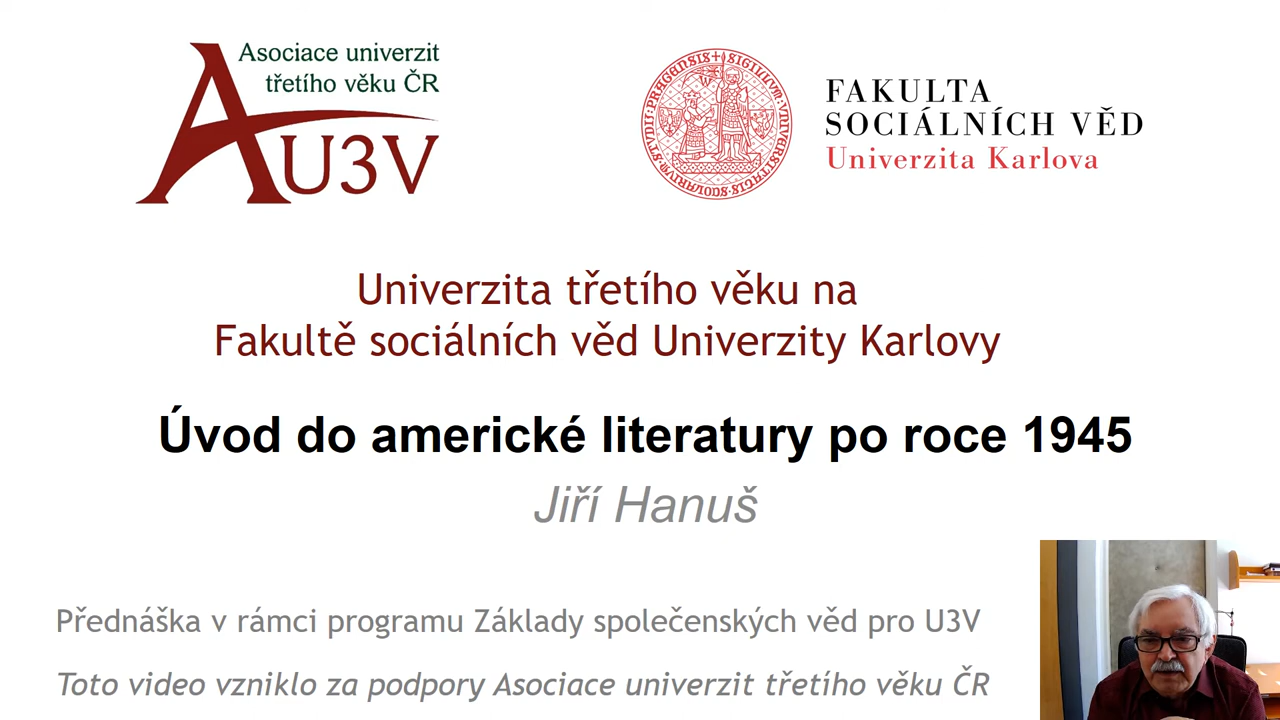 Asociace univerzit
třetího věku ČR
AU3V
SIGILLUM
FAKULTA
SOCIÁLNÍCH VĚD
Univerzita Karlova
Univerzita třetího věku na
Fakultě sociálních věd Univerzity Karlovy
Úvod do americké literatury po roce 1945
Jiří Hanuš
Přednáška v rámci programu Základy společenských věd pro U3V
Toto video vzniklo za podpory Asociace univerzit třetího věku ČR